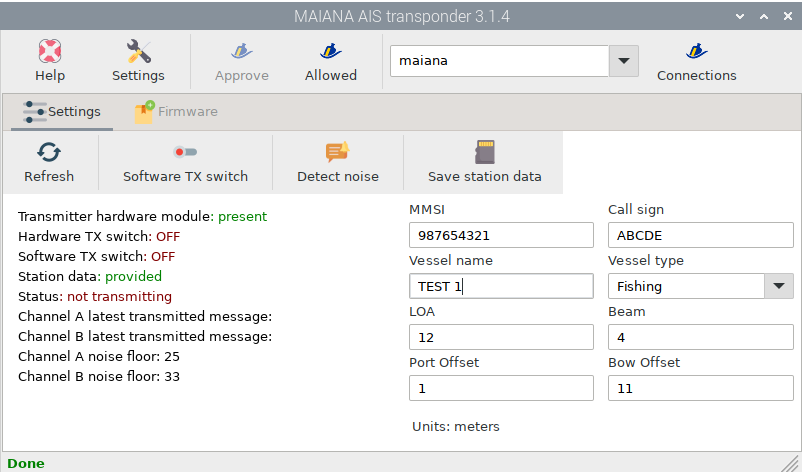 MAIANA AIS transponder 3.1.4
Help Settings Approve Allowed maiana Connections
Settings Firmware
Refresh Software TX switch Detect noise Save station data
Transmitter hardware module: present
Hardware TX switch: OFF
Software TX switch: OFF
Station data: provided
Status: not transmitting
Channel A latest transmitted message:
Channel B latest transmitted message:
Channel A noise floor: 25
Channel B noise floor: 33
MMSI Call sign
987654321 ABCDE
Vessel name Vessel type
TEST 1 Fishing
LOA Beam
12 4
Port Offset Bow Offset
1 11
Units: meters
Done